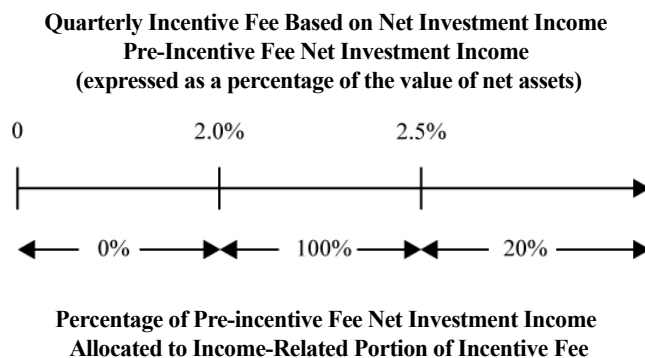 Quarterly Incentive Fee Based on Net Investment Income
Pre-Incentive Fee Net Investment Income
(expressed as a percentage of the value of net assets)
0 2.0% 2.5%
0% 100% 20%
Percentage of Pre-incentive Fee Net Investment Income
Allocated to Income-Related Portion of Incentive Fee